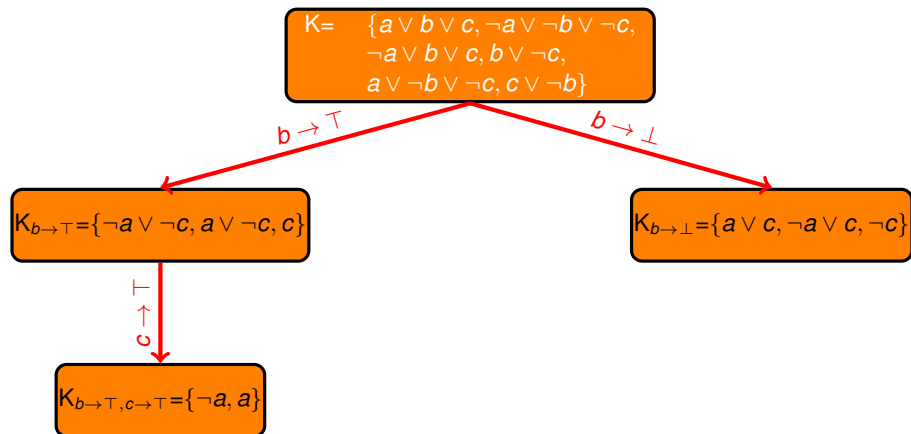 K= {a ∨ b ∨ c, ¬a ∨ ¬b ∨ ¬c,
¬a ∨ b ∨ c, b ∨ ¬c,
a ∨ ¬b ∨ ¬c, c ∨ ¬b}
b → ⊤
b → ⊥
K_{b→⊤}={¬a ∨ ¬c, a ∨ ¬c, c}
K_{b→⊥}={a ∨ c, ¬a ∨ c, ¬c}
c → ⊤
K_{b→⊤,c→⊤}={¬a, a}